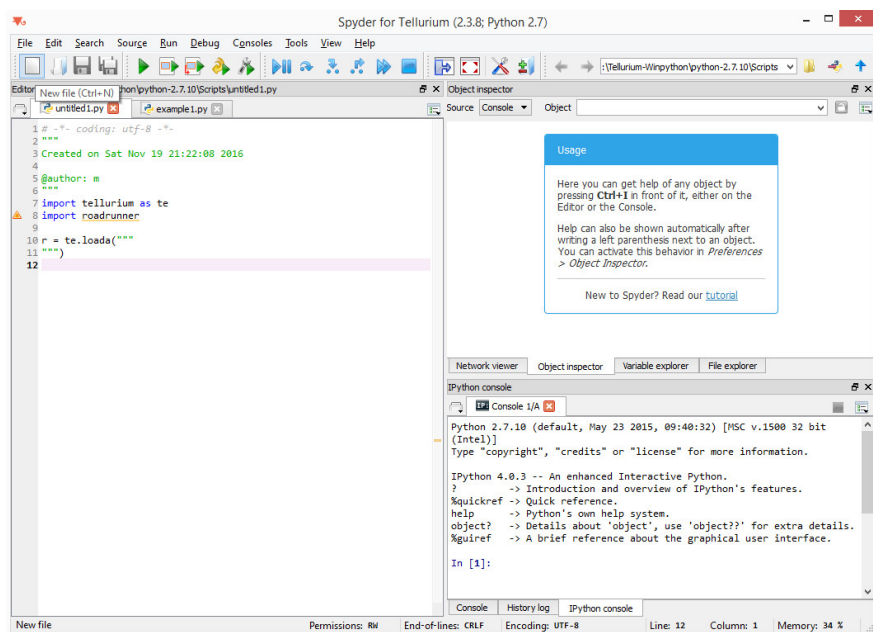 Spyder for Tellurium (2.3.8; Python 2.7)
File Edit Search Source Run Debug Consoles Tools View Help
:\Tellurium-Winpython\python-2.7.10\Scripts
Editor
hon\python-2.7.10\Scripts\untitled1.py
New file (Ctrl+N)
untitled1.py
example1.py
1 # -*- coding: utf-8 -*-
2 """
3 Created on Sat Nov 19 21:22:08 2016
4
5 @author: m
6 """
7 import tellurium as te
8 import roadrunner
9
10 r = te.loada("""
11 """)
12
Object inspector
Source Console Object
Usage
Here you can get help of any object by
pressing Ctrl+I in front of it, either on the
Editor or the Console.
Help can also be shown automatically after
writing a left parenthesis next to an object.
You can activate this behavior in Preferences
> Object Inspector.
New to Spyder? Read our tutorial
Network viewer Object inspector Variable explorer File explorer
IPython console
IP: Console 1/A
Python 2.7.10 (default, May 23 2015, 09:40:32) [MSC v.1500 32 bit
(Intel)]
Type "copyright", "credits" or "license" for more information.
IPython 4.0.3 -- An enhanced Interactive Python.
? -> Introduction and overview of IPython's features.
%quickref -> Quick reference.
help -> Python's own help system.
object? -> Details about 'object', use 'object??' for extra details.
%guiref -> A brief reference about the graphical user interface.
In [1]:
Console History log IPython console
New file Permissions: RW End-of-lines: CRLF Encoding: UTF-8 Line: 12 Column: 1 Memory: 34 %